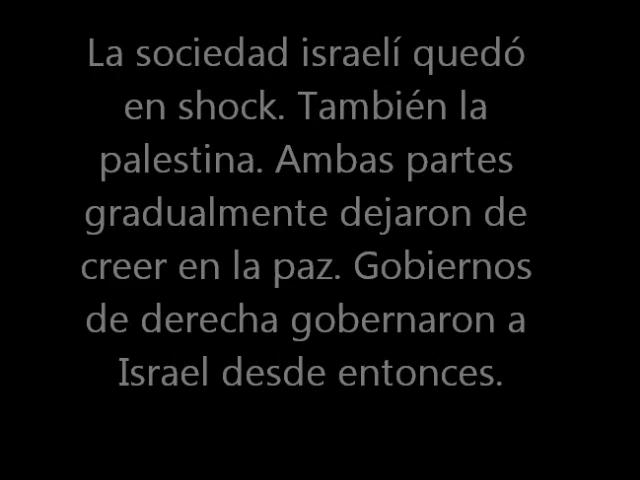 La sociedad israelí quedó
en shock. También la
palestina. Ambas partes
gradualmente dejaron de
creer en la paz. Gobiernos
de derecha gobernaron a
Israel desde entonces.